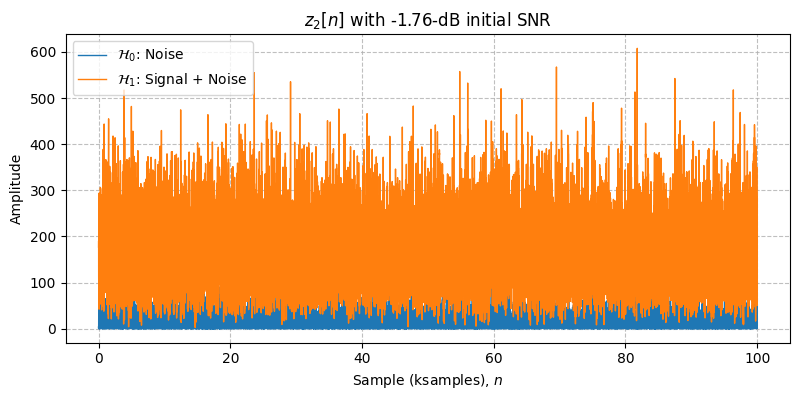 z₂[n] with -1.76-dB initial SNR
ℋ₀: Noise
ℋ₁: Signal + Noise
Amplitude
600
500
400
300
200
100
0
0 20 40 60 80 100
Sample (ksamples), n